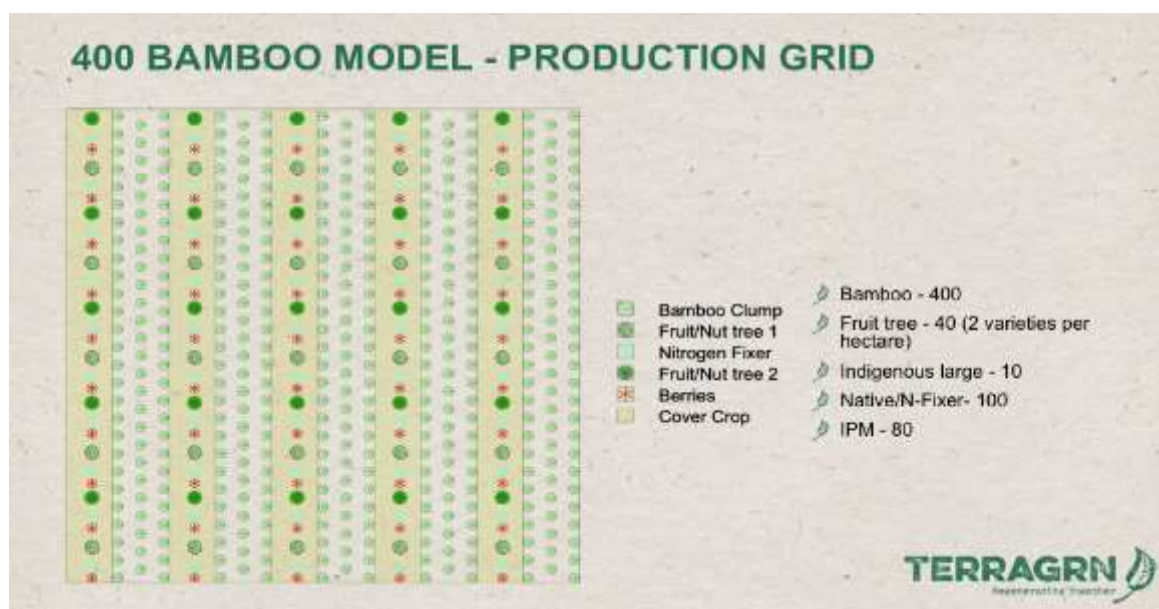 400 BAMBOO MODEL - PRODUCTION GRID
Bamboo Clump
Fruit/Nut tree 1
Nitrogen Fixer
Fruit/Nut tree 2
Berries
Cover Crop
Bamboo - 400
Fruit tree - 40 (2 varieties per
hectare)
Indigenous large - 10
Native/N-Fixer- 100
IPM - 80
TERRAGRN
Regenerating Together